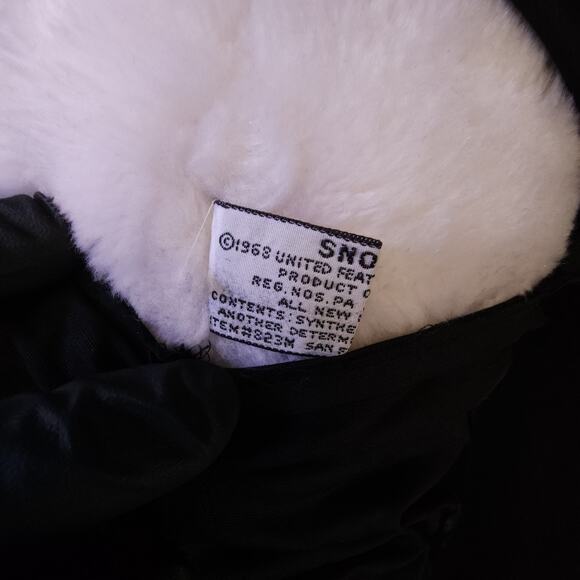 SNO
©1968 UNITED FEAT
PRODUCT O
REG.NOS.PA
ALL NEW
CONTENTS:SYNTHE
ANOTHER DETERM
ITEM#823M SAN F